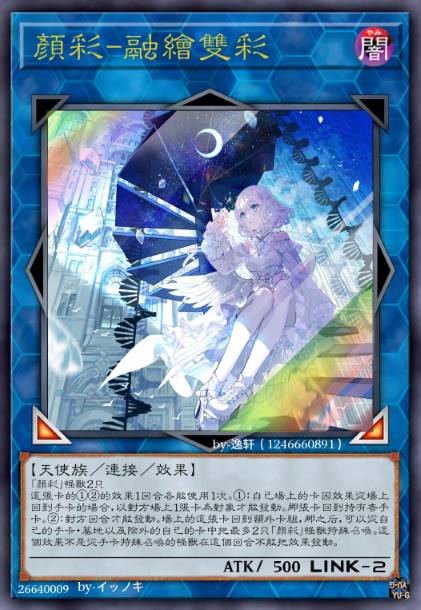 顏彩-融繪雙彩
やみ
闇
by-逸轩（1246660891）
【天使族／連接／效果】
「顏彩」怪獸2只
這張卡的①②的效果1回合各能使用1次。①：自己場上的卡因效果從場上
回到手卡的場合，以對方場上1張卡為對象才能發動。那張卡回到持有者手
卡。②：對方回合才能發動。場上的這張卡回到額外卡組，那之后，可以從自
己的手卡·墓地以及除外的自己的卡中把最多2只「顏彩」怪獸特殊召喚。這
個效果不是從手卡特殊召喚的怪獸在這個回合不能把效果發動。
ATK/ 500 LINK-2
26640009 by-イッノキ